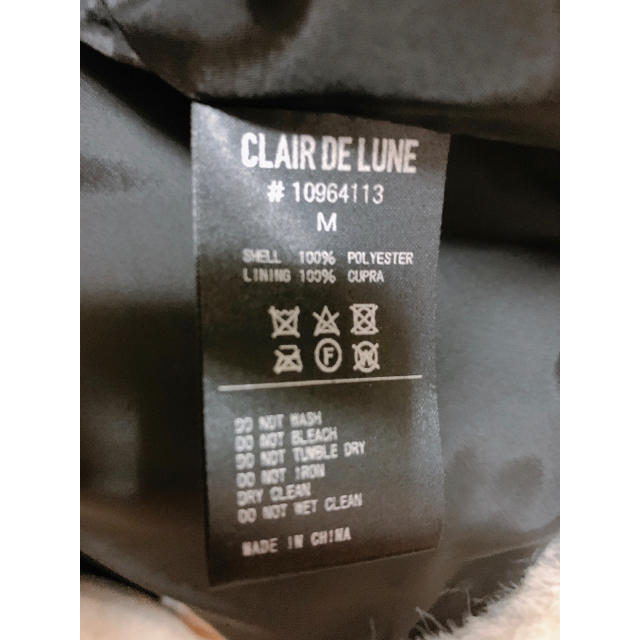 CLAIR DE LUNE
# 10964113
M
SHELL 100% POLYESTER
LINING 100% CUPRA
F W
DO NOT WASH
DO NOT BLEACH
DO NOT TUMBLE DRY
DO NOT IRON
DRY CLEAN
DO NOT WET CLEAN
MADE IN CHINA